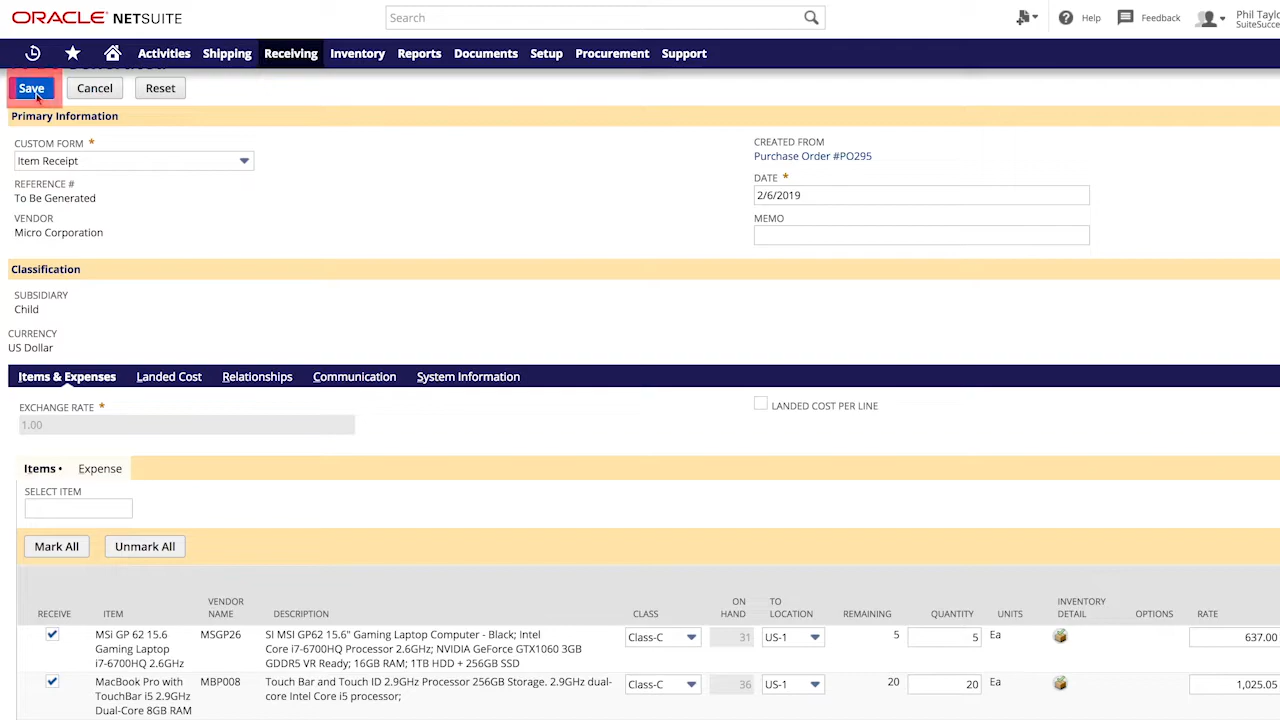 ORACLE NETSUITE
Search
Help
Feedback
Phil Taylo
SuiteSucce
Activities
Shipping
Receiving
Inventory
Reports
Documents
Setup
Procurement
Support
Save
Cancel
Reset
Primary Information
CUSTOM FORM *
Item Receipt
REFERENCE #
To Be Generated
VENDOR
Micro Corporation
CREATED FROM
Purchase Order #PO295
DATE *
2/6/2019
MEMO
Classification
SUBSIDIARY
Child
CURRENCY
US Dollar
Items & Expenses
Landed Cost
Relationships
Communication
System Information
EXCHANGE RATE *
1.00
LANDED COST PER LINE
Items •
Expense
SELECT ITEM
Mark All
Unmark All
RECEIVE
ITEM
VENDOR
NAME
DESCRIPTION
CLASS
ON
HAND
TO
LOCATION
REMAINING
QUANTITY
UNITS
INVENTORY
DETAIL
OPTIONS
RATE
MSI GP 62 15.6
Gaming Laptop
i7-6700HQ 2.6GHz
MSGP26
SI MSI GP62 15.6" Gaming Laptop Computer - Black; Intel
Core i7-6700HQ Processor 2.6GHz; NVIDIA GeForce GTX1060 3GB
GDDR5 VR Ready; 16GB RAM; 1TB HDD + 256GB SSD
Class-C
31
US-1
5
5
Ea
637.00
MacBook Pro with
TouchBar i5 2.9GHz
Dual-Core 8GB RAM
MBP008
Touch Bar and Touch ID 2.9GHz Processor 256GB Storage. 2.9GHz dual-
core Intel Core i5 processor;
Class-C
36
US-1
20
20
Ea
1,025.05